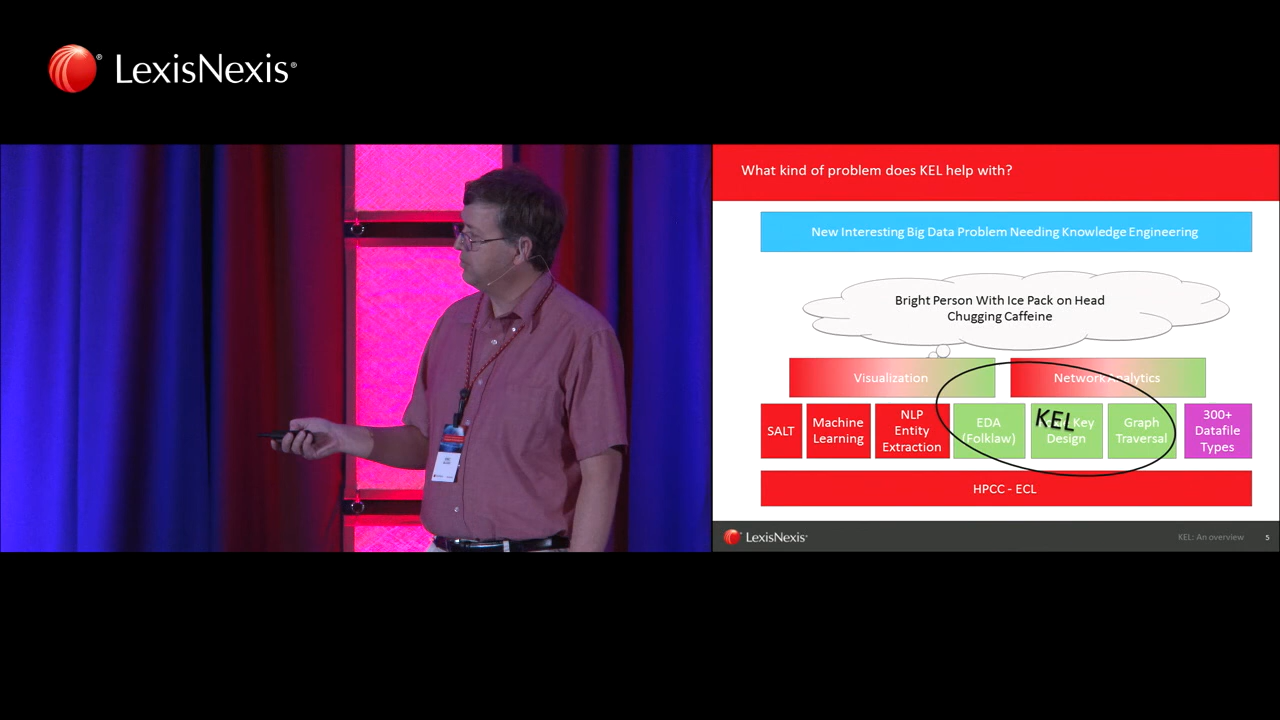 LexisNexis®
What kind of problem does KEL help with?
New Interesting Big Data Problem Needing Knowledge Engineering
Bright Person With Ice Pack on Head
Chugging Caffeine
Visualization
Network Analytics
SALT
Machine
Learning
NLP
Entity
Extraction
EDA
(Folklaw)
KEL
Key
Design
Graph
Traversal
300+
Datafile
Types
HPCC - ECL
LexisNexis®
KEL: An overview
5